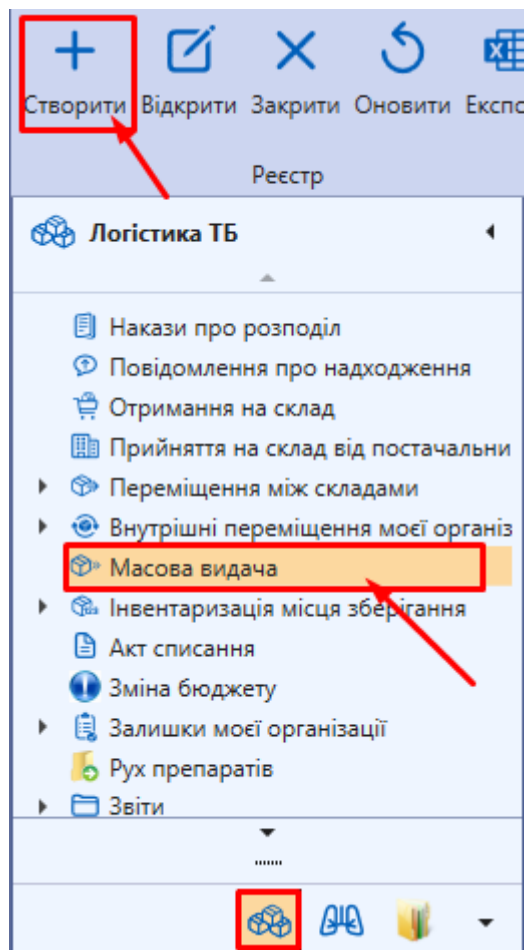 Створити Відкрити Закрити Оновити
Реєстр
Логістика ТБ
Накази про розподіл
Повідомлення про надходження
Отримання на склад
Прийняття на склад від постачальни
Переміщення між складами
Внутрішні переміщення моєї організ
Масова видача
Інвентаризація місця зберігання
Акт списання
Зміна бюджету
Залишки моєї організації
Рух препаратів
Звіти